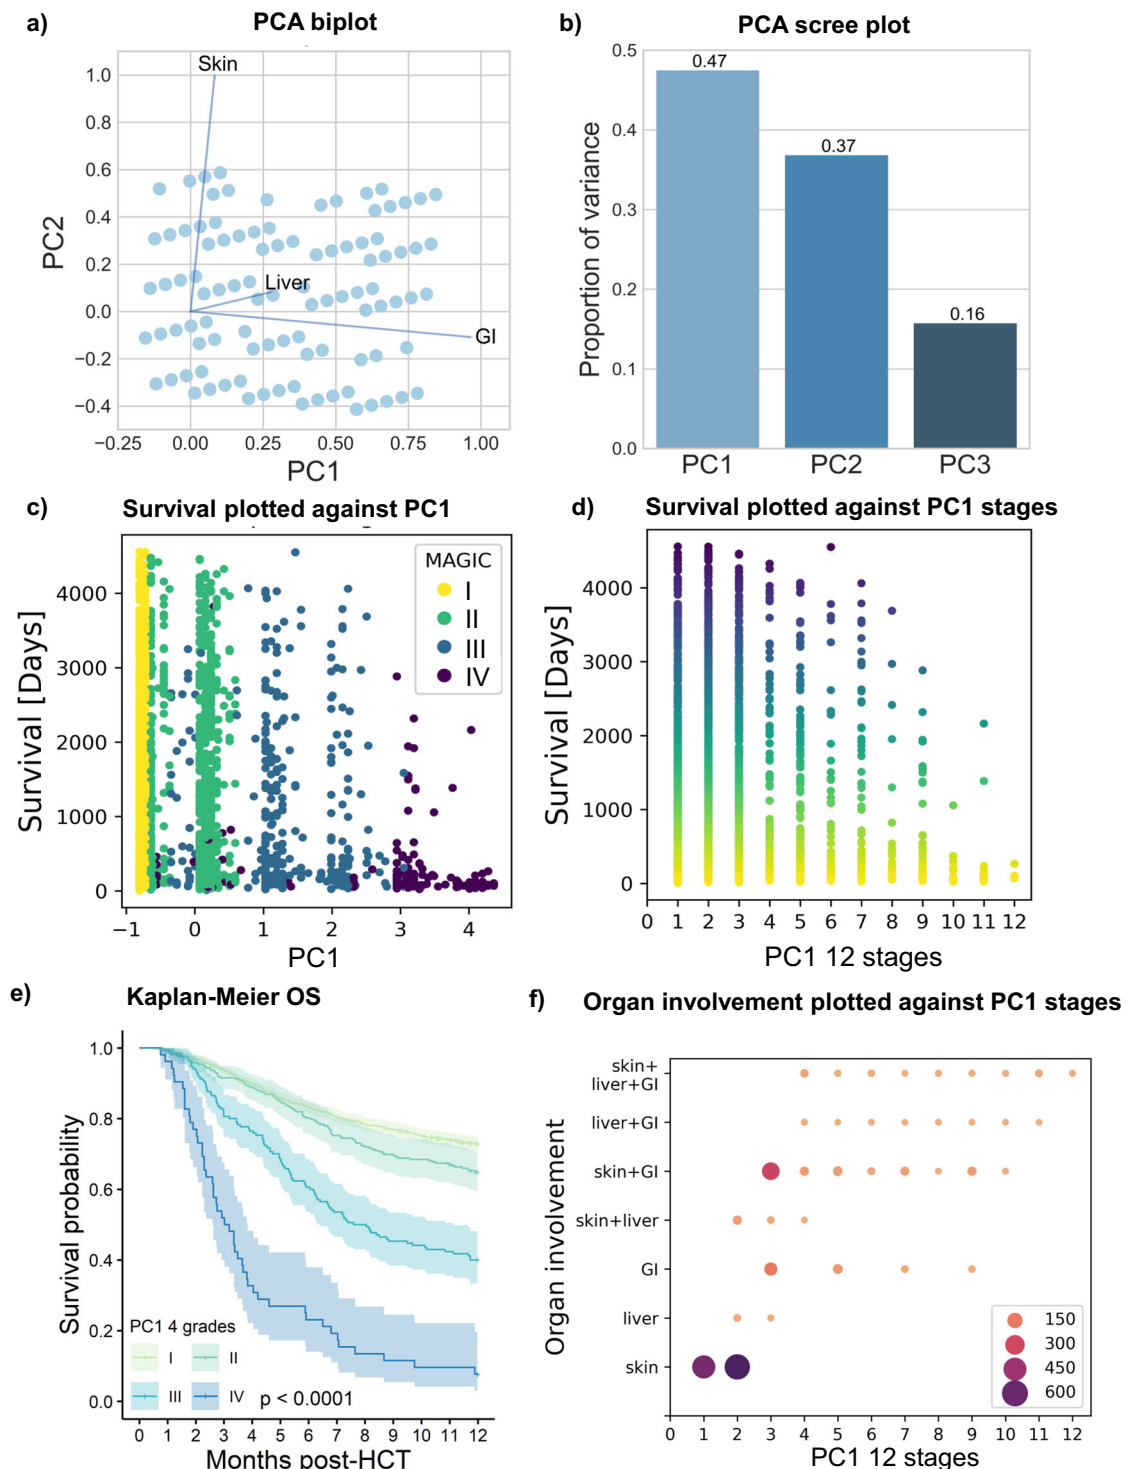 a)
PCA biplot
1.0
0.8
0.6
0.4
0.2
0.0
−0.2
−0.4
PC2
Skin
Liver
GI
−0.25
0.00
0.25
0.50
0.75
1.00
PC1
b)
PCA scree plot
0.5
0.4
0.3
0.2
0.1
0.0
Proportion of variance
0.47
0.37
0.16
PC1
PC2
PC3
c)
Survival plotted against PC1
4000
3000
2000
1000
0
Survival [Days]
MAGIC
I
II
III
IV
−1
0
1
2
3
4
PC1
d)
Survival plotted against PC1 stages
4000
3000
2000
1000
0
Survival [Days]
0
1
2
3
4
5
6
7
8
9
10
11
12
PC1 12 stages
e)
Kaplan-Meier OS
1.0
0.8
0.6
0.4
0.2
0.0
Survival probability
PC1 4 grades
I
II
III
IV
p < 0.0001
0
1
2
3
4
5
6
7
8
9
10
11
12
Months post-HCT
f)
Organ involvement plotted against PC1 stages
skin+
liver+GI
liver+GI
skin+GI
skin+liver
GI
liver
skin
Organ involvement
150
300
450
600
0
1
2
3
4
5
6
7
8
9
10
11
12
PC1 12 stages